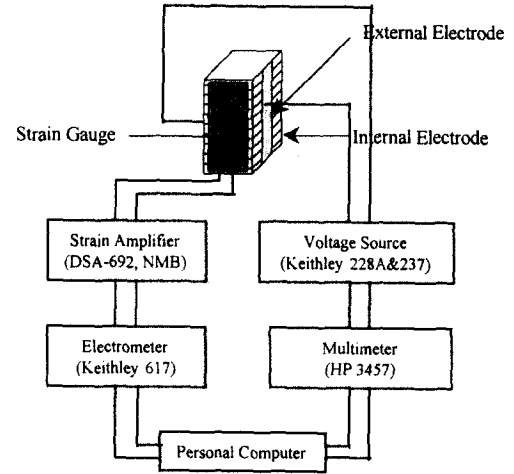 External Electrode
Strain Gauge
Internal Electrode
Strain Amplifier
(DSA-692, NMB)
Voltage Source
(Keithley 228A&237)
Electrometer
(Keithley 617)
Multimeter
(HP 3457)
Personal Computer